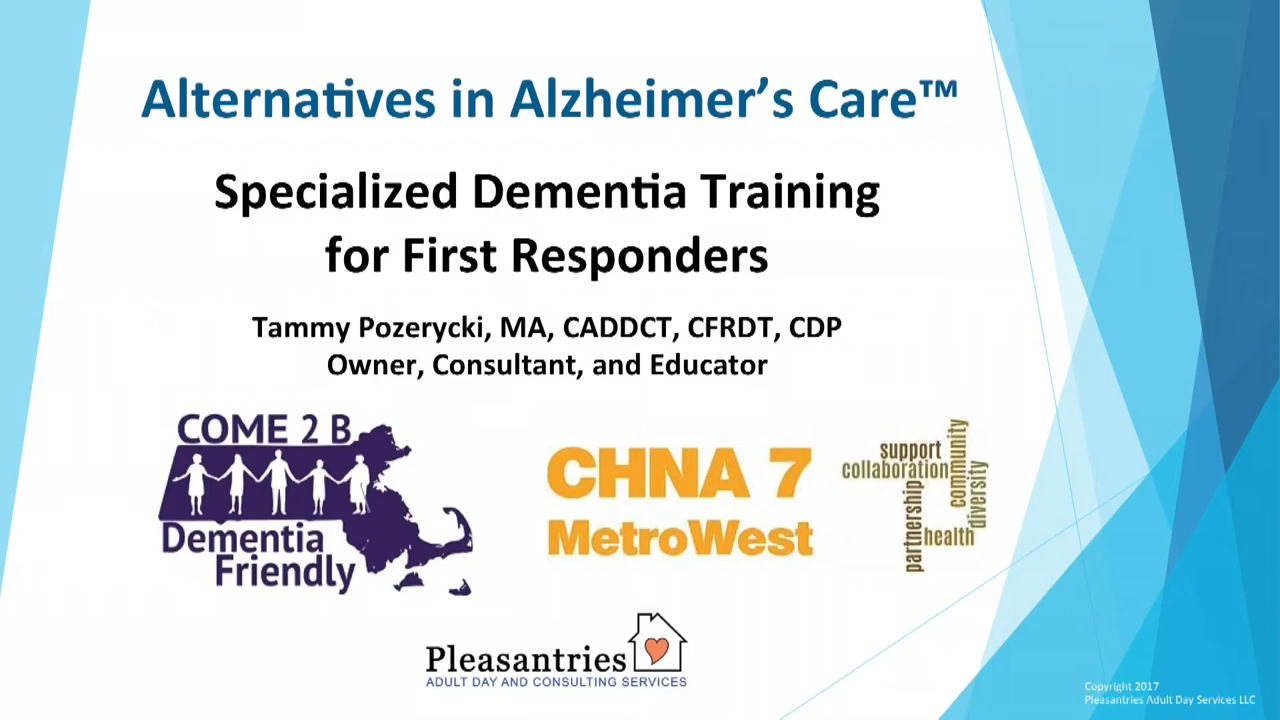 Alternatives in Alzheimer's Care™
Specialized Dementia Training
for First Responders
Tammy Pozerycki, MA, CADDCT, CFRDT, CDP
Owner, Consultant, and Educator
COME 2 B
Dementia
Friendly
CHNA 7
MetroWest
support
collaboration
partnership
health
community
diversity
Pleasantries
ADULT DAY AND CONSULTING SERVICES
Copyright 2017
Pleasantries Adult Day Services LLC